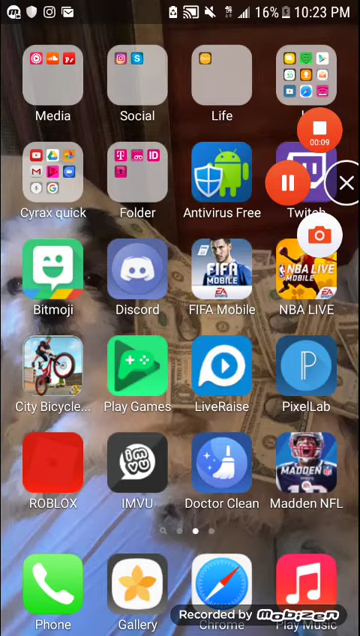 16% 10:23 PM
Media Social Life
00:09
Cyrax quick Folder Antivirus Free Twitch
Bitmoji Discord FIFA Mobile NBA LIVE
City Bicycle... Play Games LiveRaise PixelLab
ROBLOX IMVU Doctor Clean Madden NFL
Phone Gallery Chrome Play Music
Recorded by Mobizen